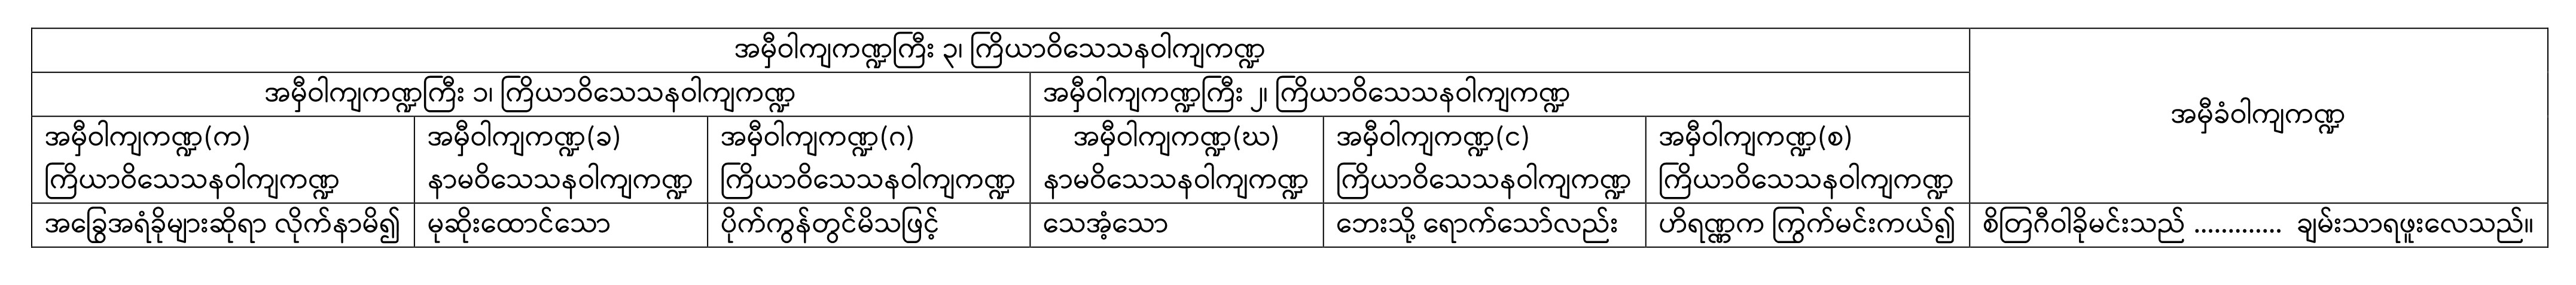 အမှီဝါကျကဏ္ဍကြီး ၃၊ ကြိယာဝိသေသနဝါကျကဏ္ဍ
အမှီခံဝါကျကဏ္ဍ
အမှီဝါကျကဏ္ဍကြီး ၁၊ ကြိယာဝိသေသနဝါကျကဏ္ဍ
အမှီဝါကျကဏ္ဍကြီး ၂၊ ကြိယာဝိသေသနဝါကျကဏ္ဍ
အမှီဝါကျကဏ္ဍ(က)
ကြိယာဝိသေသနဝါကျကဏ္ဍ
အမှီဝါကျကဏ္ဍ(ခ)
နာမဝိသေသနဝါကျကဏ္ဍ
အမှီဝါကျကဏ္ဍ(ဂ)
ကြိယာဝိသေသနဝါကျကဏ္ဍ
အမှီဝါကျကဏ္ဍ(ဃ)
နာမဝိသေသနဝါကျကဏ္ဍ
အမှီဝါကျကဏ္ဍ(င)
ကြိယာဝိသေသနဝါကျကဏ္ဍ
အမှီဝါကျကဏ္ဍ(စ)
ကြိယာဝိသေသနဝါကျကဏ္ဍ
အခြွေအရံခိုများဆိုရာ လိုက်နာမိ၍
မုဆိုးထောင်သော
ပိုက်ကွန်တွင်မိသဖြင့်
သေအံ့သော
ဘေးသို့ ရောက်သော်လည်း
ဟိရဏ္ဏက ကြွက်မင်းကယ်၍
စိတြဂီဝါခိုမင်းသည် ............. ချမ်းသာရဖူးလေသည်။